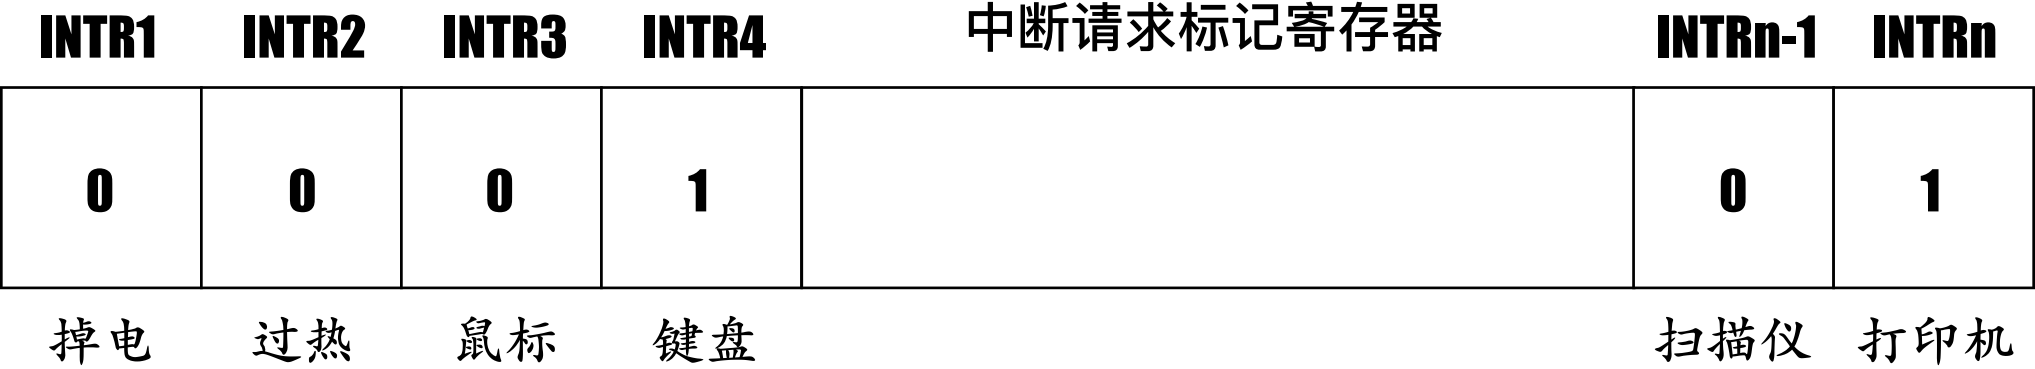 INTR1 INTR2 INTR3 INTR4 中断请求标记寄存器 INTRn-1 INTRn
0 0 0 1 0 1
掉电 过热 鼠标 键盘 扫描仪 打印机